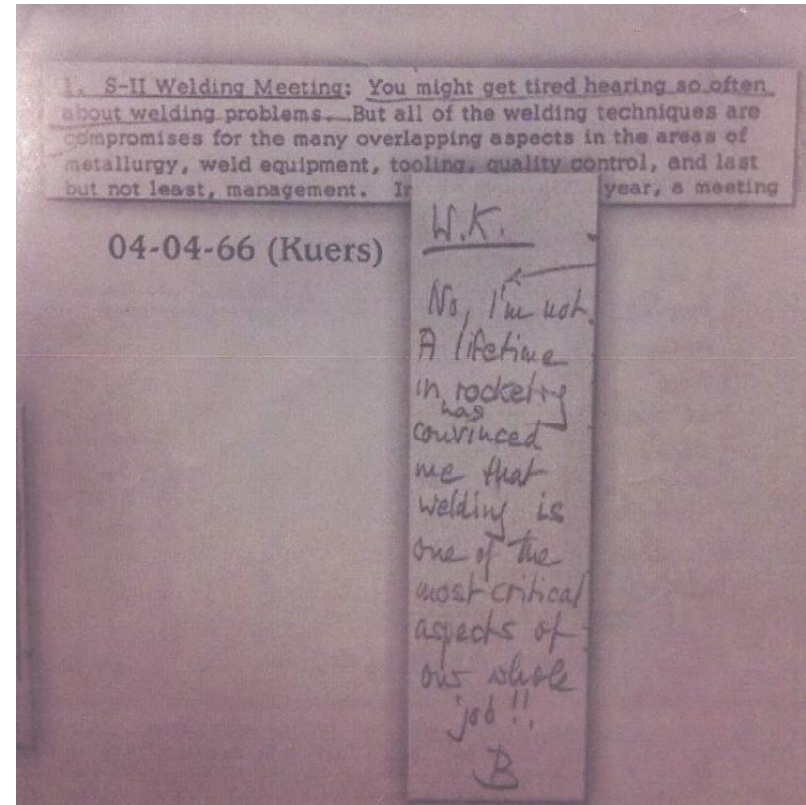 1. S-II Welding Meeting: You might get tired hearing so often
about welding problems. But all of the welding techniques are
compromises for the many overlapping aspects in the areas of
metallurgy, weld equipment, tooling, quality control, and last
but not least, management. year, a meeting
04-04-66 (Kuers)
W.K.
No, I'm not.
A lifetime
in rocketry
has
convinced
me that
welding is
one of the
most critical
aspects of
our whole
job!!
B